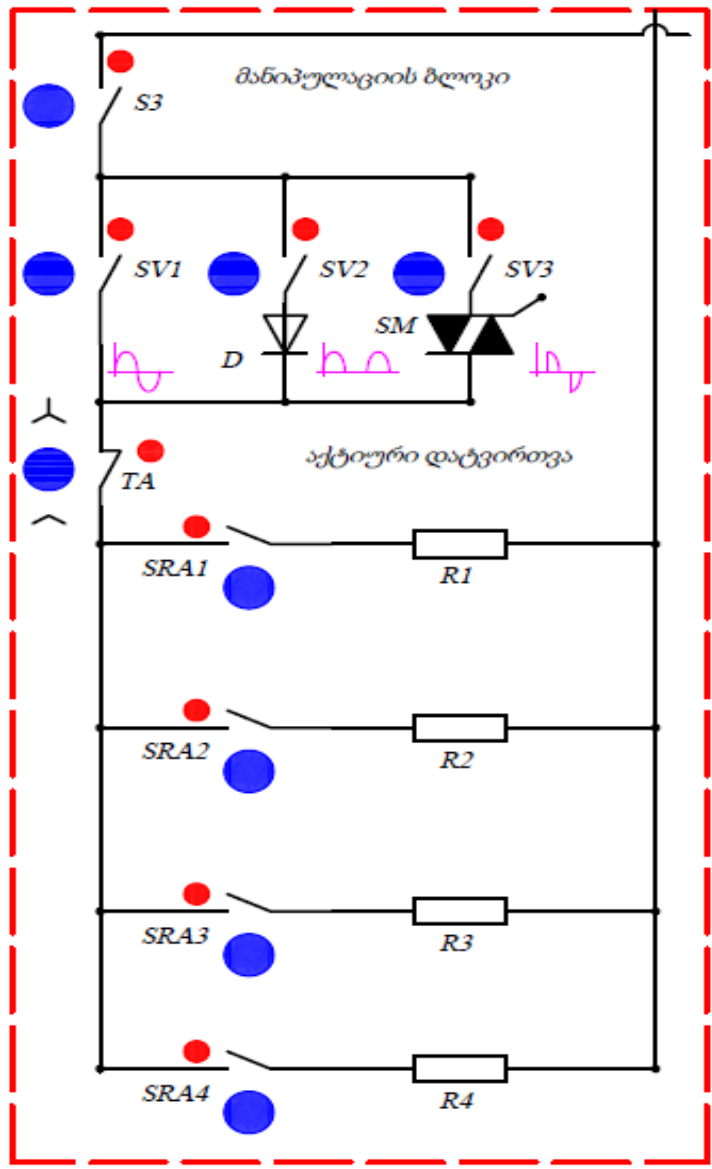 მანიპულაციის ბლოკი
S3
SV1
SV2
SV3
SM
D
აქტიური დატვირთვა
TA
SRA1
R1
SRA2
R2
SRA3
R3
SRA4
R4